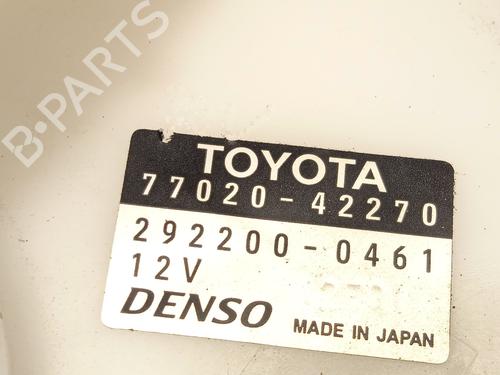 B-PARTS
TOYOTA
77020-42270
292200-0461
12V
DENSO
MADE IN JAPAN